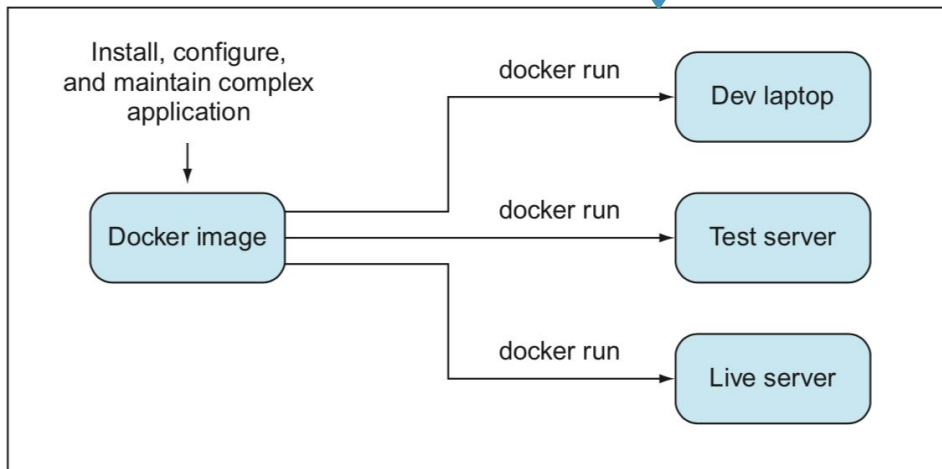 Install, configure,
and maintain complex
application
Docker image
docker run
Dev laptop
docker run
Test server
docker run
Live server